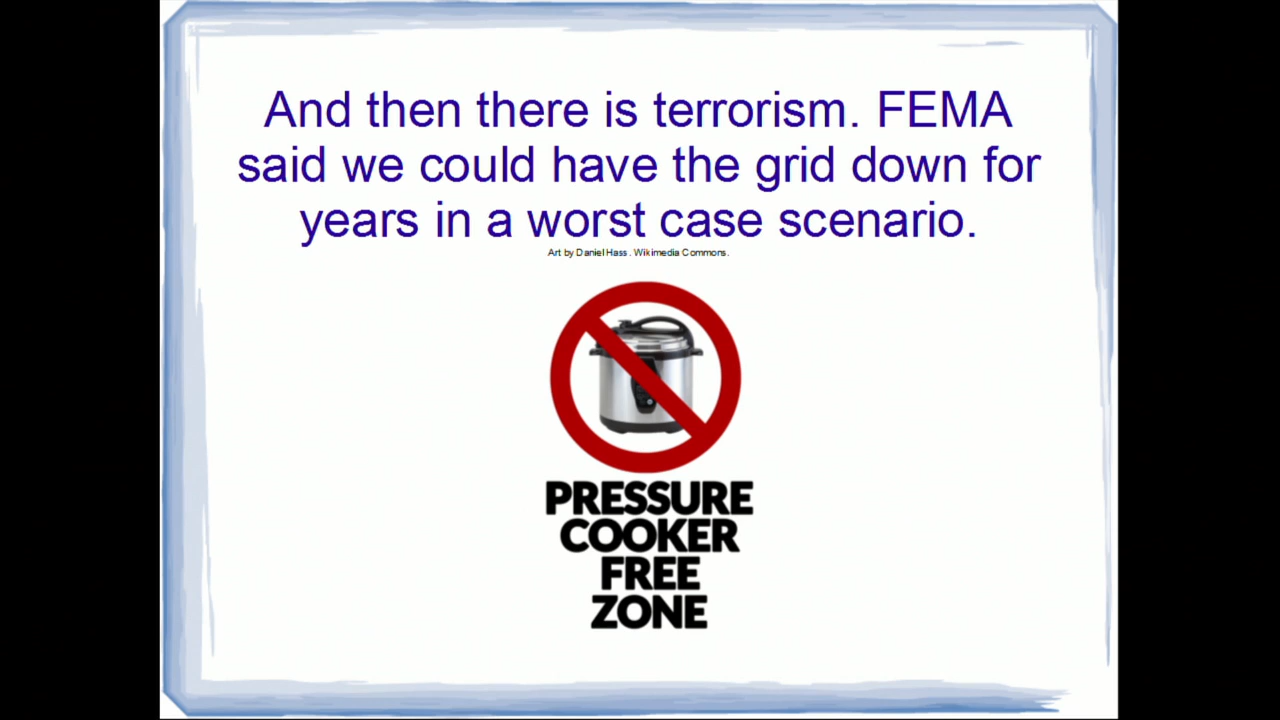 And then there is terrorism. FEMA
said we could have the grid down for
years in a worst case scenario.
Art by Daniel Hass. Wikimedia Commons.
PRESSURE
COOKER
FREE
ZONE